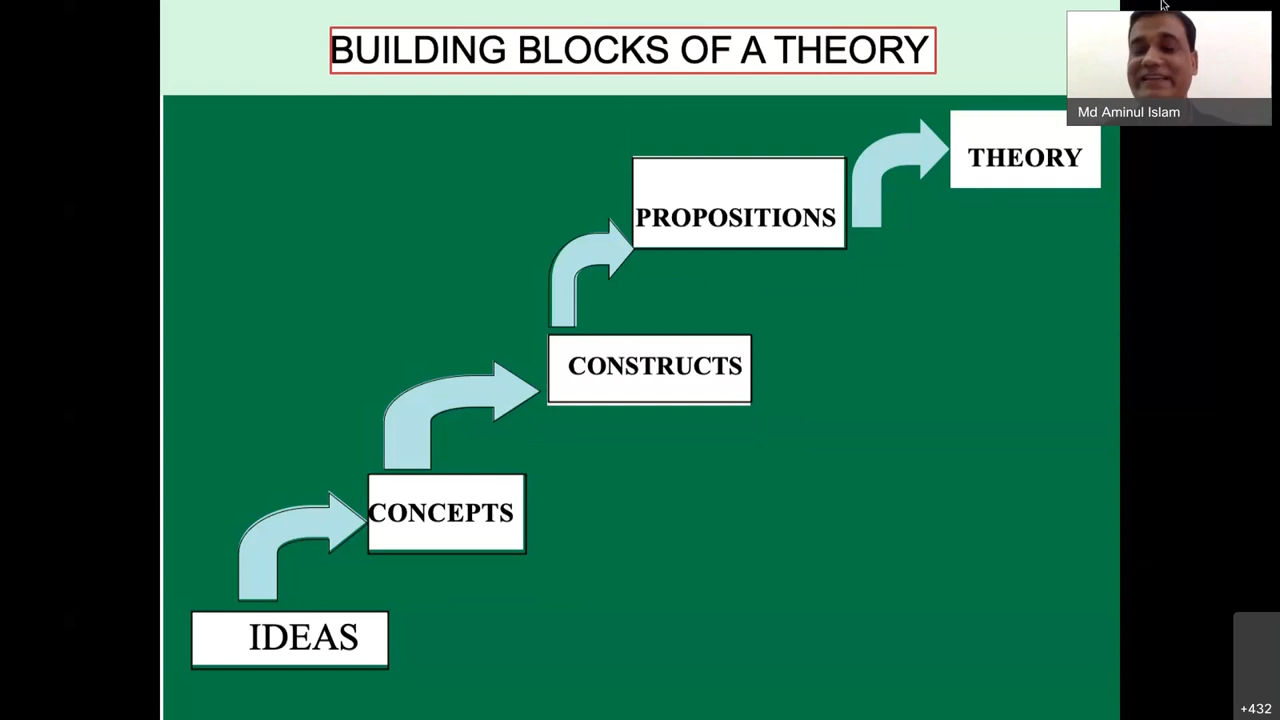 BUILDING BLOCKS OF A THEORY
Md Aminul Islam
THEORY
PROPOSITIONS
CONSTRUCTS
CONCEPTS
IDEAS
+432